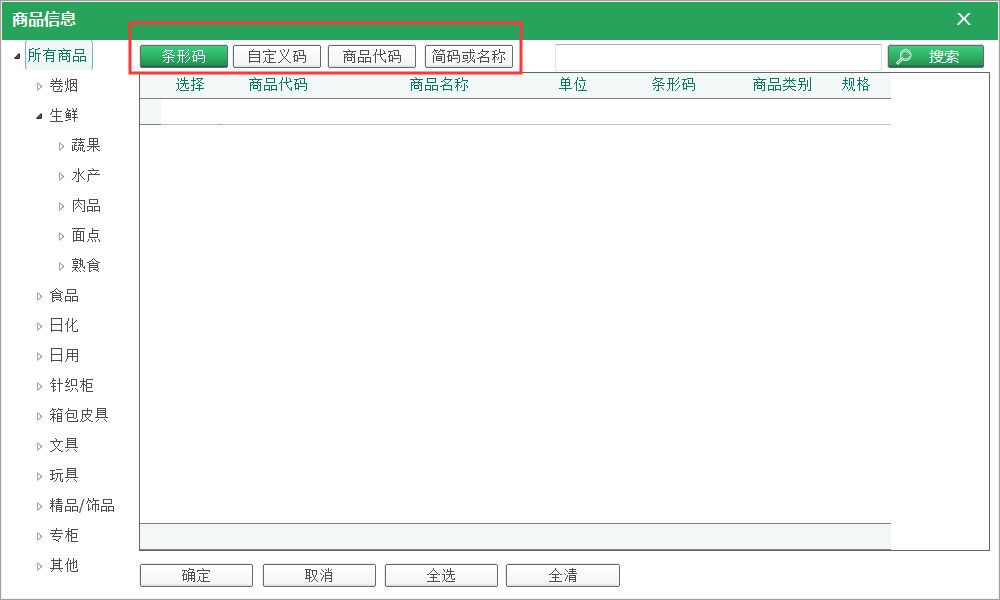 商品信息
条形码 自定义码 商品代码 简码或名称 搜索
选择 商品代码 商品名称 单位 条形码 商品类别 规格
所有商品
卷烟
生鲜
蔬果
水产
肉品
面点
熟食
食品
日化
日用
针织柜
箱包皮具
文具
玩具
精品/饰品
专柜
其他
确定 取消 全选 全清